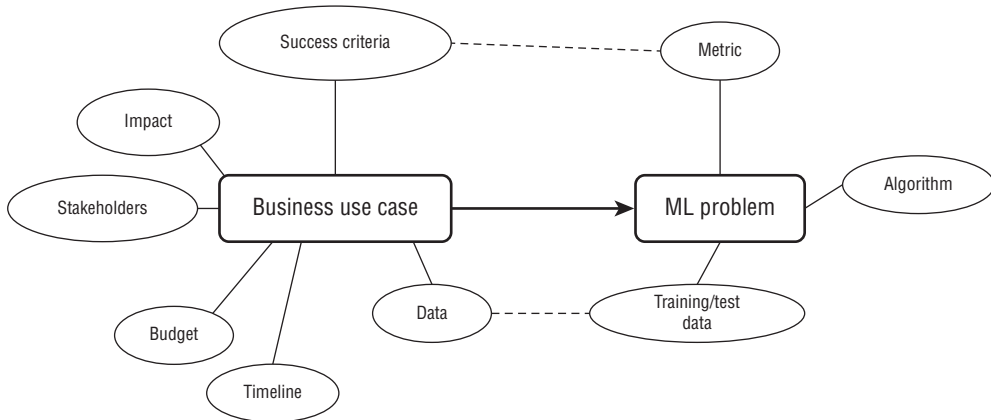 Success criteria
Metric
Impact
Algorithm
Stakeholders
Business use case
ML problem
Data
Training/test
data
Budget
Timeline